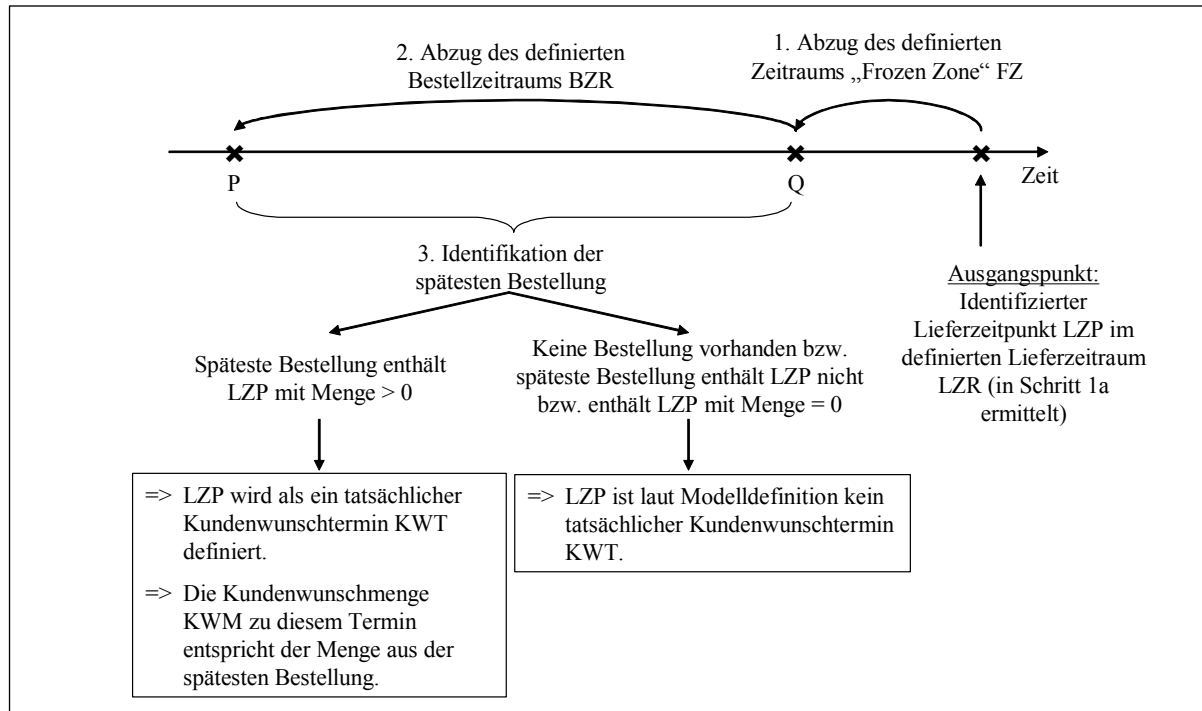 2. Abzug des definierten
Bestellzeitraums BZR
1. Abzug des definierten
Zeitraums „Frozen Zone“ FZ
P
Q
Zeit
3. Identifikation der
spätesten Bestellung
Ausgangspunkt:
Identifizierter
Lieferzeitpunkt LZP im
definierten Lieferzeitraum
LZR (in Schritt 1a
ermittelt)
Späteste Bestellung enthält
LZP mit Menge > 0
Keine Bestellung vorhanden bzw.
späteste Bestellung enthält LZP nicht
bzw. enthält LZP mit Menge = 0
=> LZP wird als ein tatsächlicher
Kundenwunschtermin KWT
definiert.
=> Die Kundenwunschmenge
KWM zu diesem Termin
entspricht der Menge aus der
spätesten Bestellung.
=> LZP ist laut Modelldefinition kein
tatsächlicher Kundenwunschtermin
KWT.